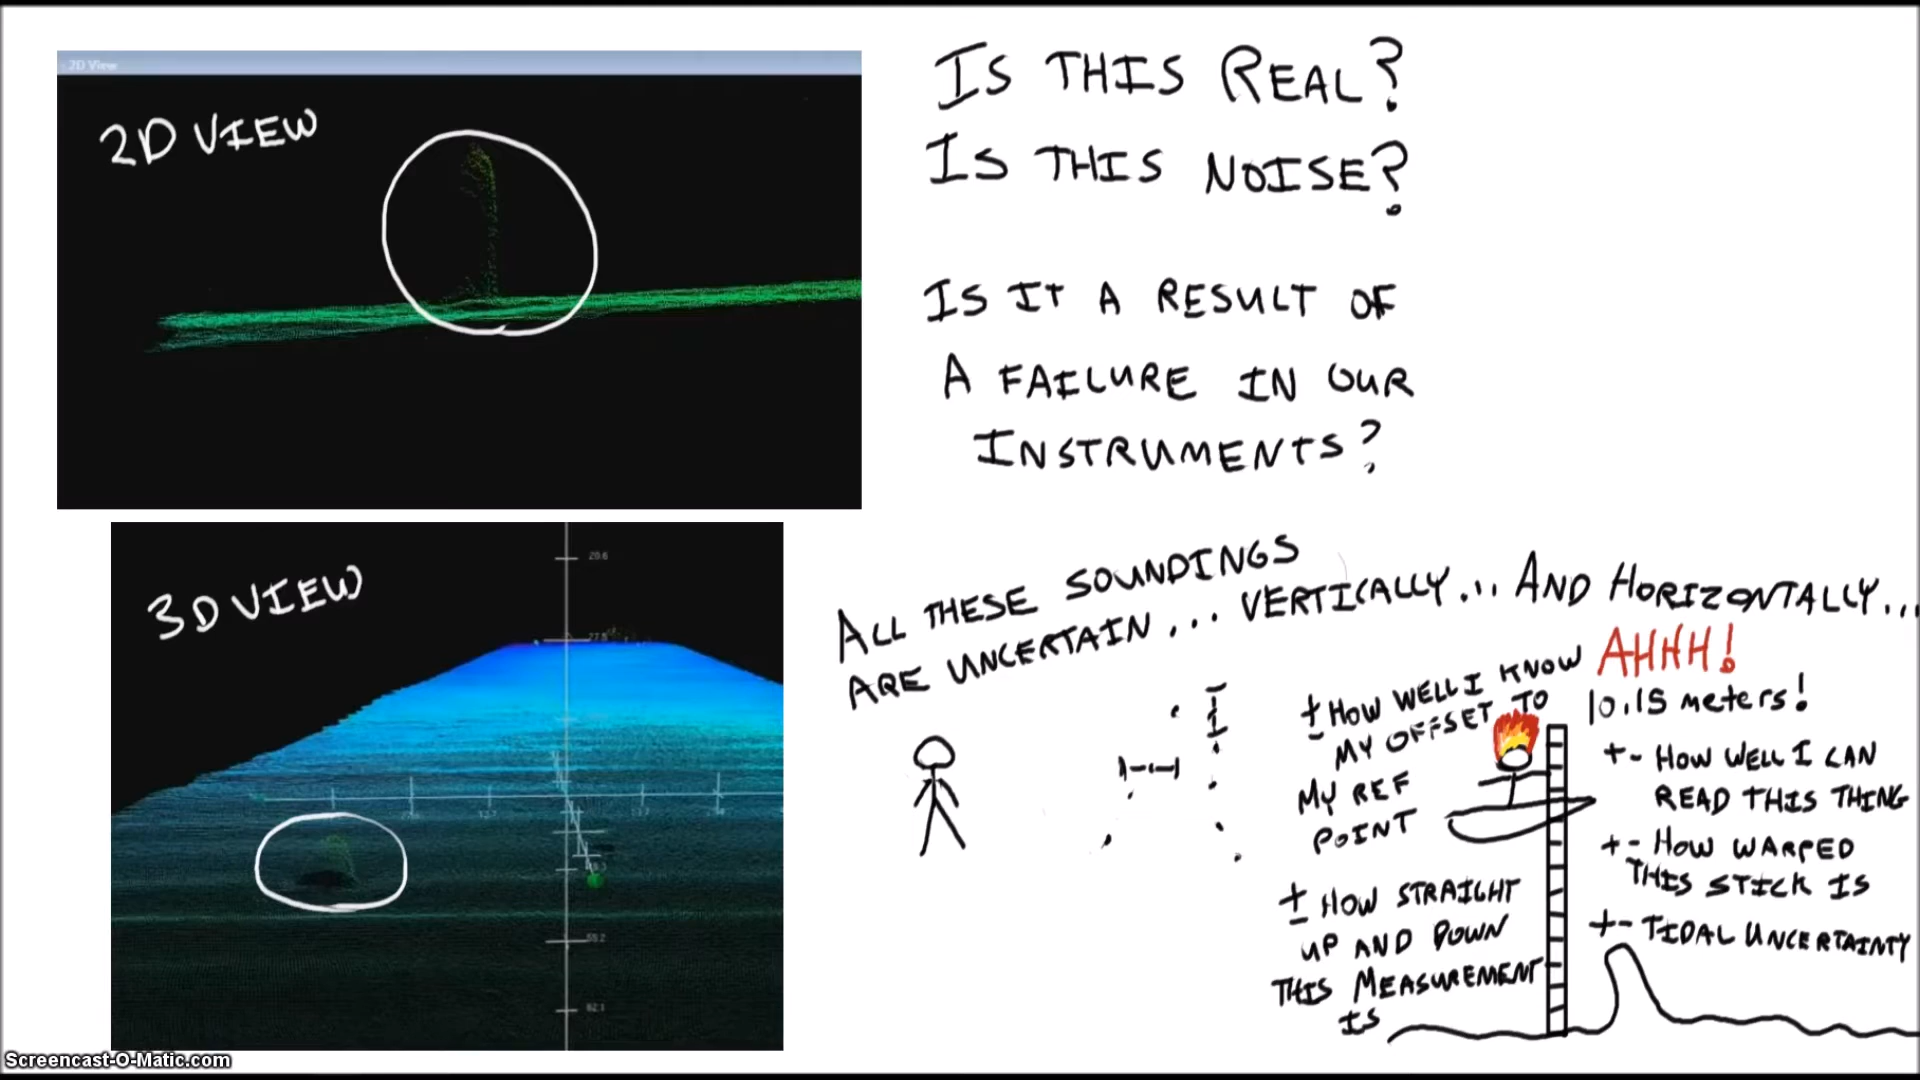 2D View
2D VIEW
IS THIS REAL?
IS THIS NOISE?
IS IT A RESULT OF
A FAILURE IN OUR
INSTRUMENTS?
3D VIEW
20.6
ALL THESE SOUNDINGS
ARE UNCERTAIN... VERTICALLY... AND HORIZONTALLY...
AHHH!
10.15 meters!
± HOW WELL I KNOW
MY OFFSET TO
MY REF
POINT
+- HOW WELL I CAN
READ THIS THING
+- HOW WARPED
THIS STICK IS
+- TIDAL UNCERTAINTY
± HOW STRAIGHT
UP AND DOWN
THIS MEASUREMENT
IS
Screencast-O-Matic.com